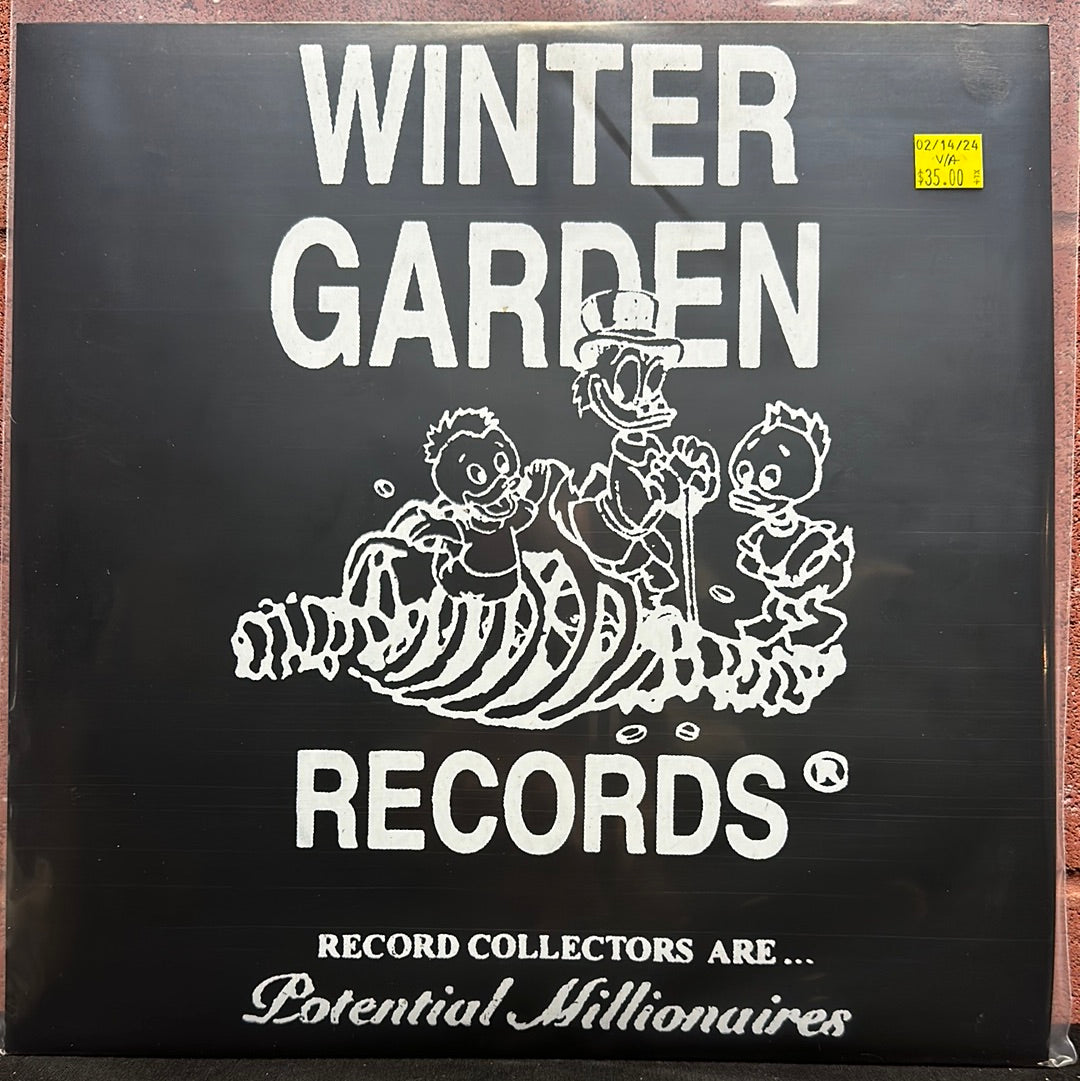 WINTER
GARDEN
02/14/24
V/A
$35.00
RECORDS®
RECORD COLLECTORS ARE...
Potential Millionaires